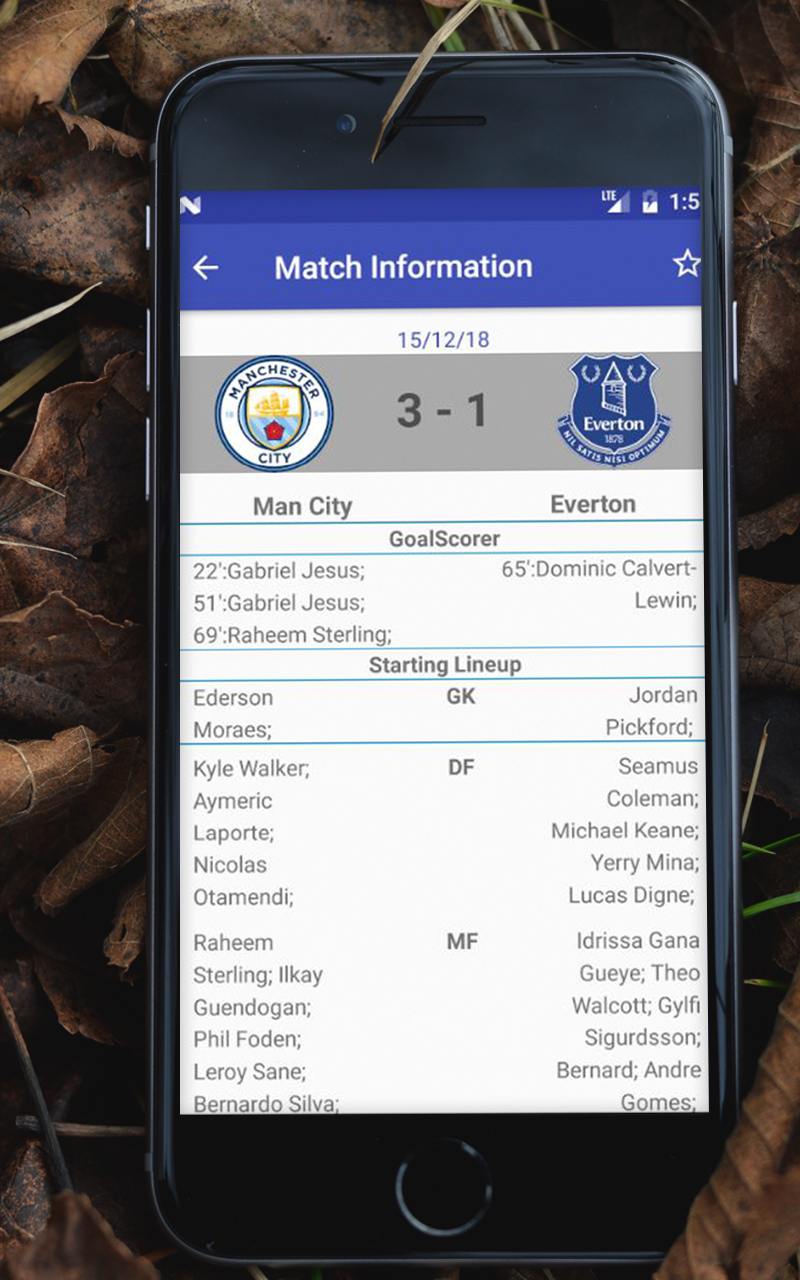 LTE 1:5
Match Information
15/12/18
MANCHESTER
18 94
CITY
3 - 1
Everton
1878
NIL SATIS NISI OPTIMUM
Man City Everton
GoalScorer
22':Gabriel Jesus; 65':Dominic Calvert-
51':Gabriel Jesus; Lewin;
69':Raheem Sterling;
Starting Lineup
Ederson GK Jordan
Moraes; Pickford;
Kyle Walker; DF Seamus
Aymeric Coleman;
Laporte; Michael Keane;
Nicolas Yerry Mina;
Otamendi; Lucas Digne;
Raheem MF Idrissa Gana
Sterling; Ilkay Gueye; Theo
Guendogan; Walcott; Gylfi
Phil Foden; Sigurdsson;
Leroy Sane; Bernard; Andre
Bernardo Silva; Gomes;